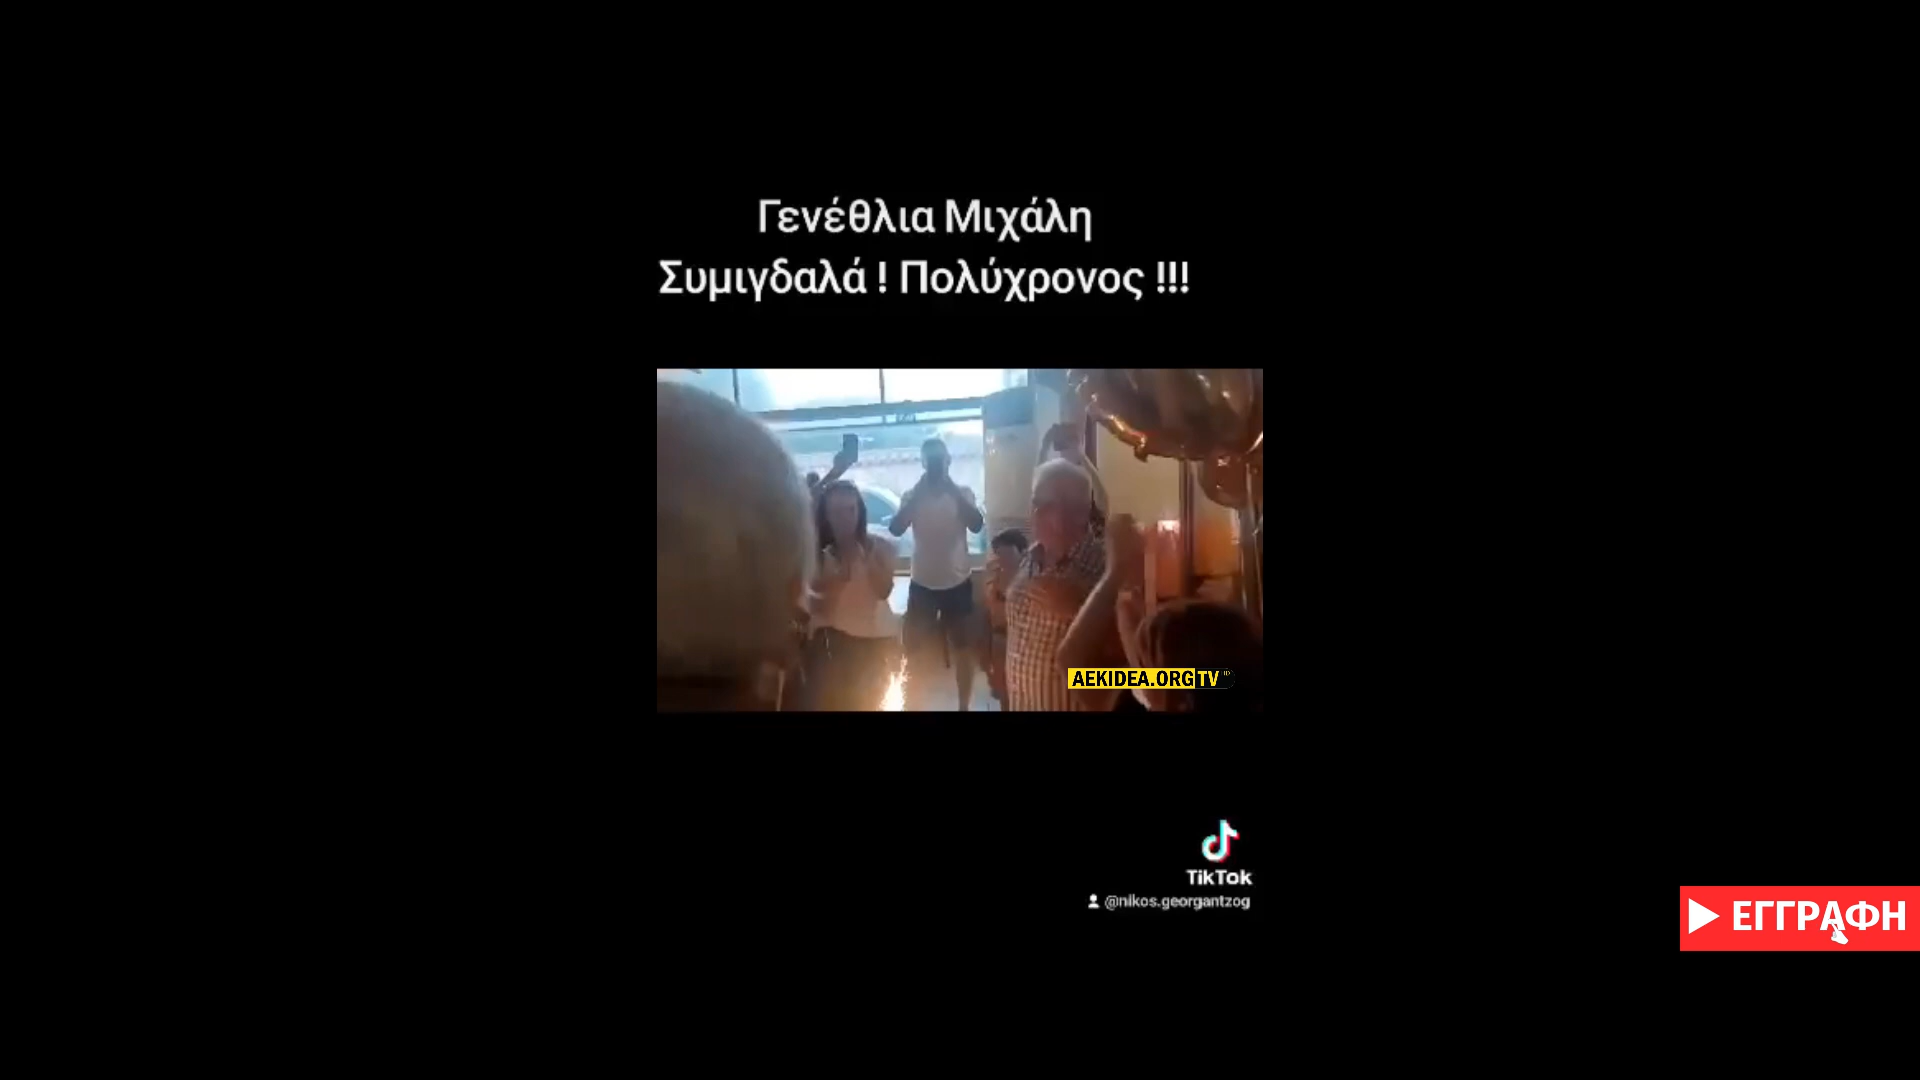 Γενέθλια Μιχάλη
Συμιγδαλά ! Πολύχρονος !!!
AEKIDEA.ORG TV
TikTok
@nikos.georgantzog
ΕΓΓΡΑΦΗ